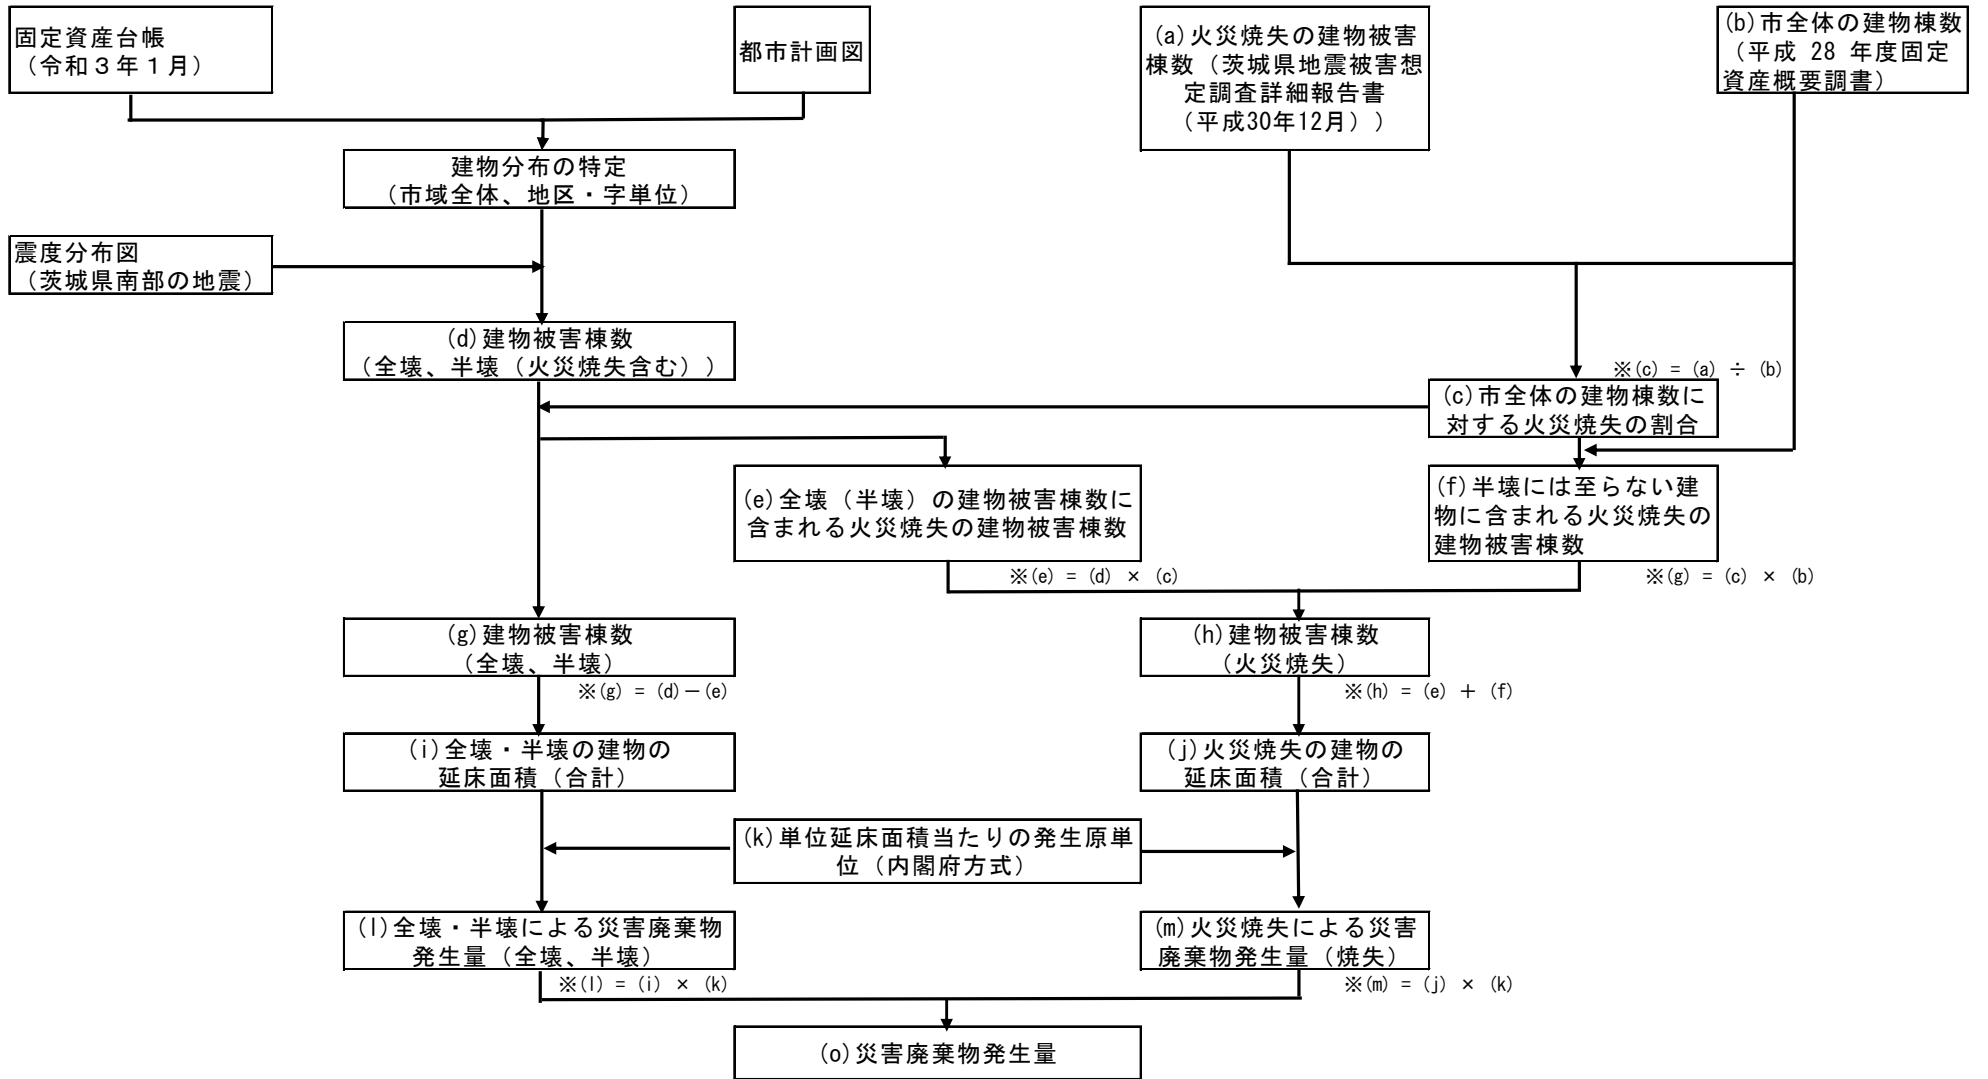 固定資産台帳
（令和３年１月）
都市計画図
(a)火災焼失の建物被害
棟数（茨城県地震被害想
定調査詳細報告書
（平成30年12月））
(b)市全体の建物棟数
（平成 28 年度固定
資産概要調書）
建物分布の特定
（市域全体、地区・字単位）
震度分布図
（茨城県南部の地震）
(d)建物被害棟数
（全壊、半壊（火災焼失含む））
※(c) = (a) ÷ (b)
(c)市全体の建物棟数に
対する火災焼失の割合
(e)全壊（半壊）の建物被害棟数に
含まれる火災焼失の建物被害棟数
(f)半壊には至らない建
物に含まれる火災焼失の
建物被害棟数
※(e) = (d) × (c)
※(g) = (c) × (b)
(g)建物被害棟数
（全壊、半壊）
(h)建物被害棟数
（火災焼失）
※(g) = (d)－(e)
※(h) = (e) ＋ (f)
(i)全壊・半壊の建物の
延床面積（合計）
(j)火災焼失の建物の
延床面積（合計）
(k)単位延床面積当たりの発生原単
位（内閣府方式）
(l)全壊・半壊による災害廃棄物
発生量（全壊、半壊）
(m)火災焼失による災害
廃棄物発生量（焼失）
※(l) = (i) × (k)
※(m) = (j) × (k)
(o)災害廃棄物発生量